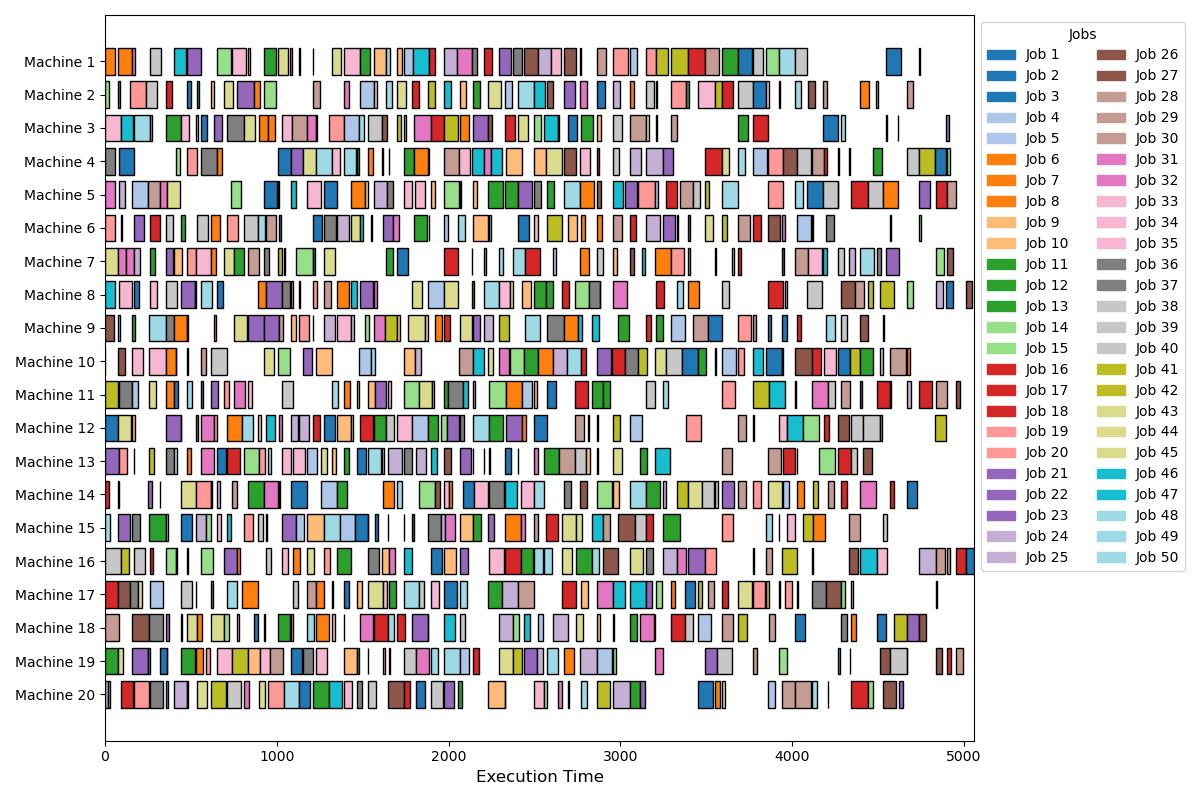 Machine 1
Machine 2
Machine 3
Machine 4
Machine 5
Machine 6
Machine 7
Machine 8
Machine 9
Machine 10
Machine 11
Machine 12
Machine 13
Machine 14
Machine 15
Machine 16
Machine 17
Machine 18
Machine 19
Machine 20
0 1000 2000 3000 4000 5000
Execution Time
Jobs
Job 1
Job 2
Job 3
Job 4
Job 5
Job 6
Job 7
Job 8
Job 9
Job 10
Job 11
Job 12
Job 13
Job 14
Job 15
Job 16
Job 17
Job 18
Job 19
Job 20
Job 21
Job 22
Job 23
Job 24
Job 25
Job 26
Job 27
Job 28
Job 29
Job 30
Job 31
Job 32
Job 33
Job 34
Job 35
Job 36
Job 37
Job 38
Job 39
Job 40
Job 41
Job 42
Job 43
Job 44
Job 45
Job 46
Job 47
Job 48
Job 49
Job 50